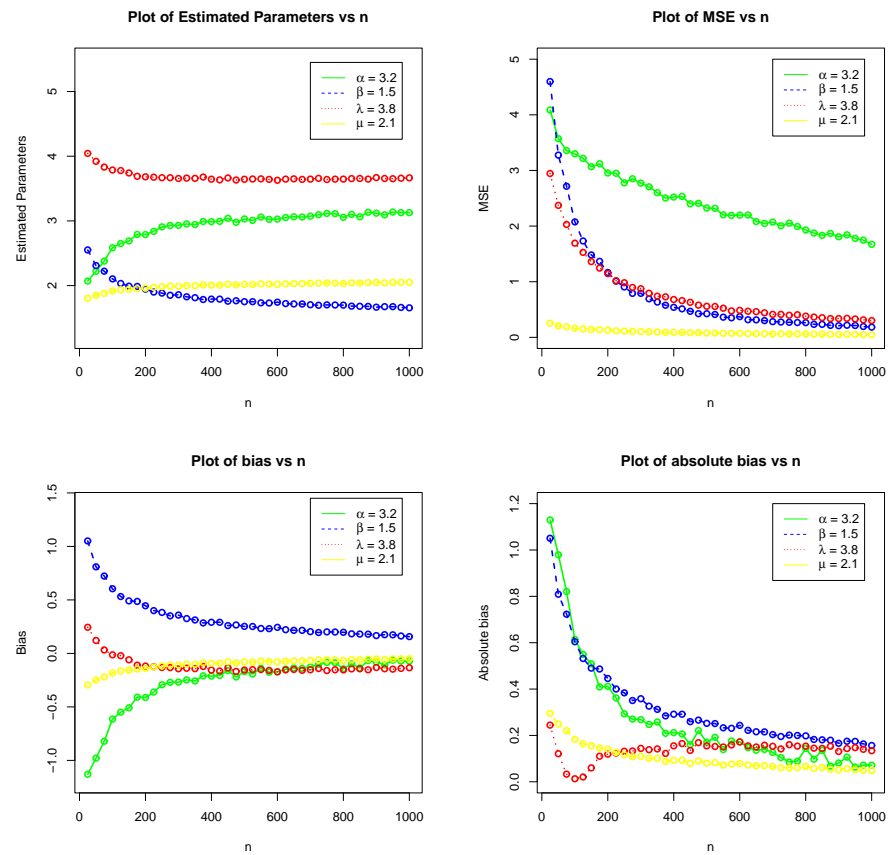 Plot of Estimated Parameters vs n
Estimated Parameters
5
4
3
2
α = 3.2
β = 1.5
λ = 3.8
μ = 2.1
0 200 400 600 800 1000
n
Plot of MSE vs n
MSE
5
4
3
2
1
0
α = 3.2
β = 1.5
λ = 3.8
μ = 2.1
0 200 400 600 800 1000
n
Plot of bias vs n
Bias
1.5
1.0
0.5
0.0
−0.5
−1.0
α = 3.2
β = 1.5
λ = 3.8
μ = 2.1
0 200 400 600 800 1000
n
Plot of absolute bias vs n
Absolute bias
1.2
1.0
0.8
0.6
0.4
0.2
0.0
α = 3.2
β = 1.5
λ = 3.8
μ = 2.1
0 200 400 600 800 1000
n